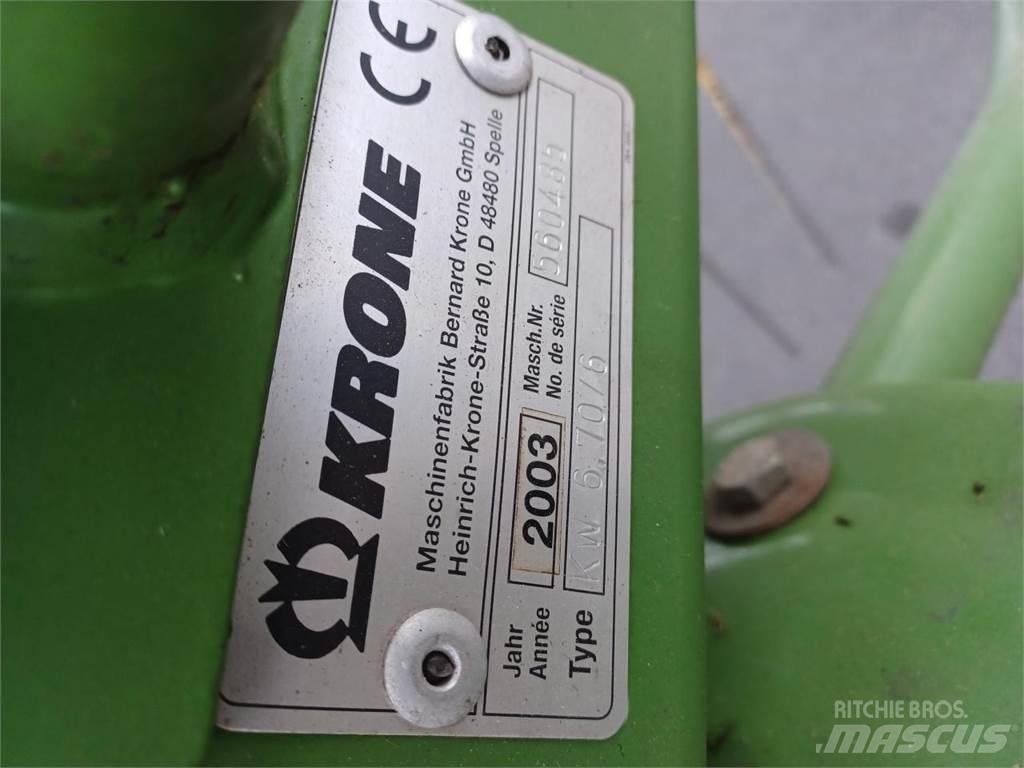 CE
KRONE
Maschinenfabrik Bernard Krone GmbH
Heinrich-Krone-Straße 10, D 48480 Spelle
Jahr
Année
2003
Masch.Nr.
No. de série
Type
KW 6.70/6
RITCHIE BROS.
MASCUS